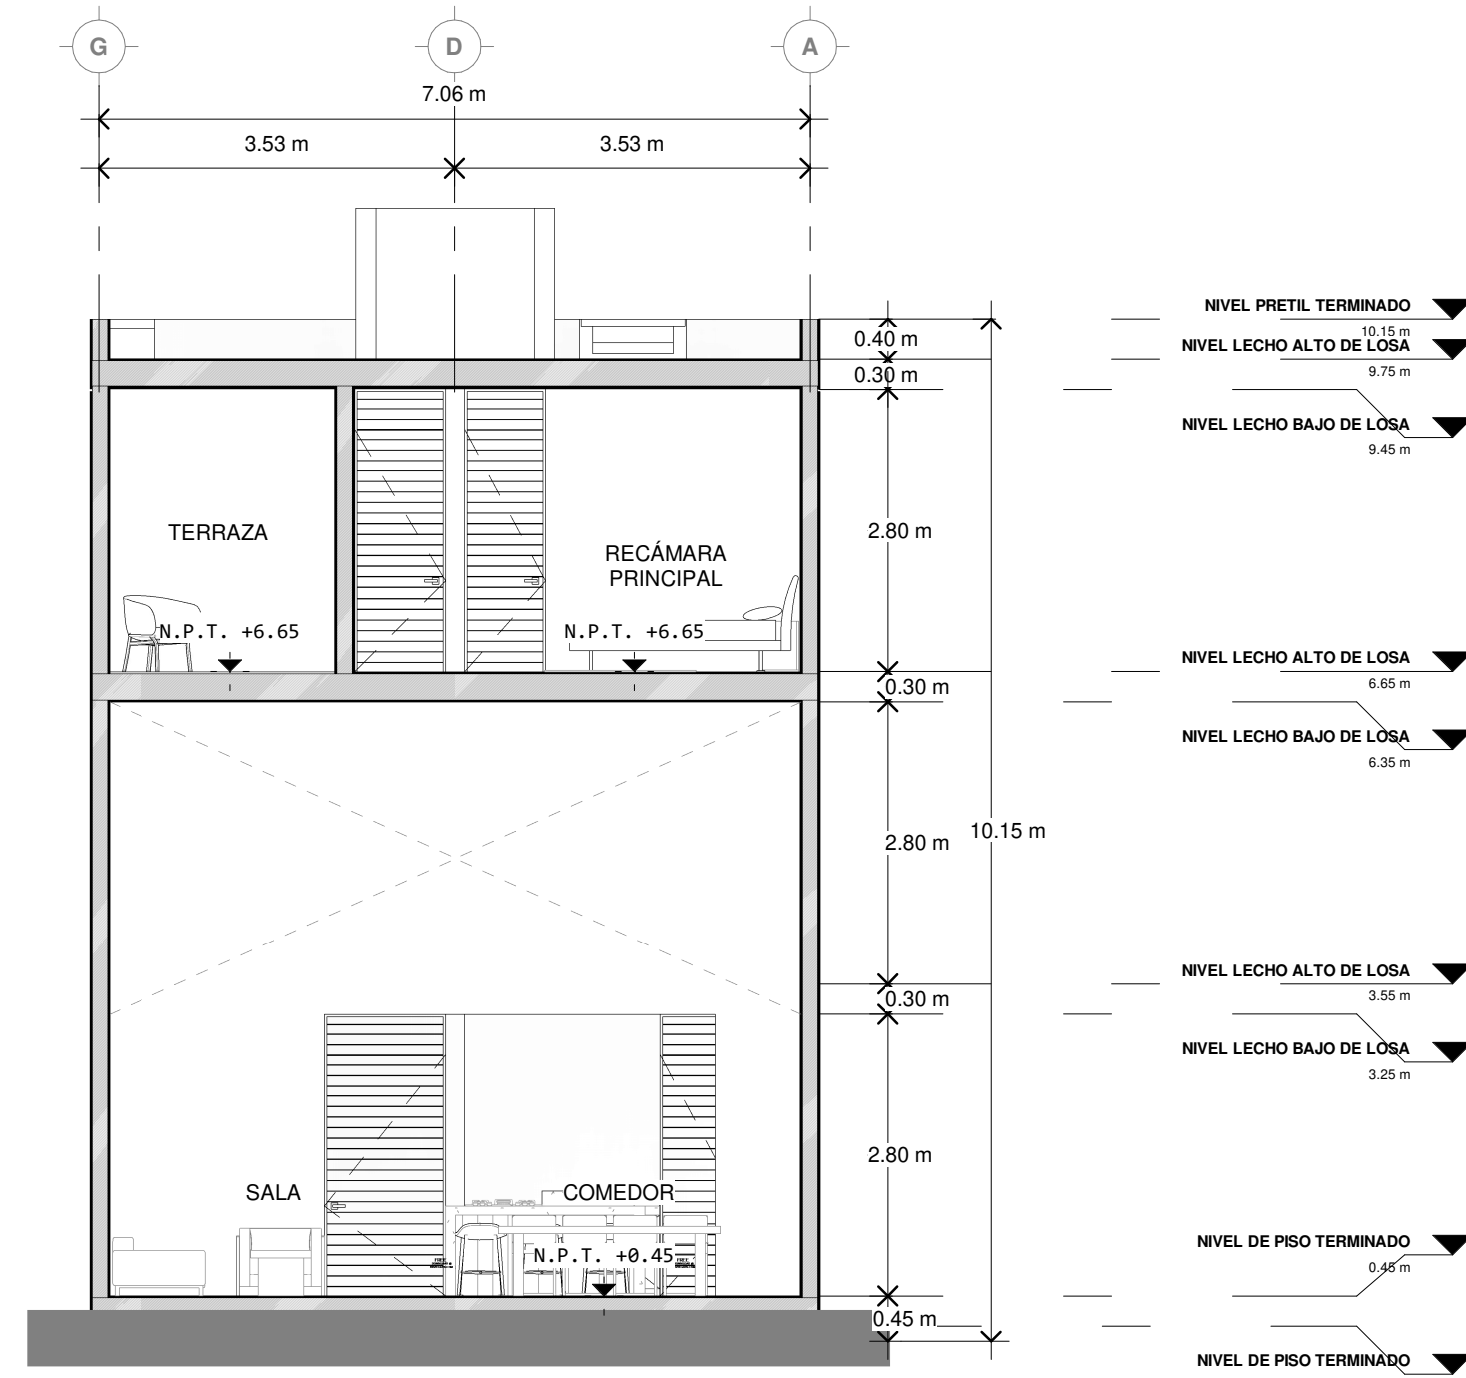 G
D
A
7.06 m
3.53 m
3.53 m
NIVEL PRETIL TERMINADO
10.15 m
0.40 m
NIVEL LECHO ALTO DE LOSA
9.75 m
0.30 m
NIVEL LECHO BAJO DE LOSA
9.45 m
TERRAZA
2.80 m
RECÁMARA
PRINCIPAL
N.P.T. +6.65
N.P.T. +6.65
NIVEL LECHO ALTO DE LOSA
6.65 m
0.30 m
NIVEL LECHO BAJO DE LOSA
6.35 m
2.80 m
10.15 m
NIVEL LECHO ALTO DE LOSA
3.55 m
0.30 m
NIVEL LECHO BAJO DE LOSA
3.25 m
2.80 m
SALA
COMEDOR
NIVEL DE PISO TERMINADO
0.45 m
N.P.T. +0.45
0.45 m
NIVEL DE PISO TERMINADO